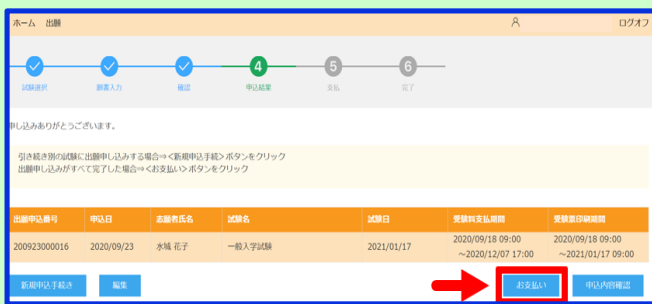 ホーム 出願 ログオフ
4 5 6
試験選択 願書入力 確認 申込結果 支払 完了
申し込みありがとうございます。
引き続き別の試験に出願申し込みする場合⇒<新規申込手続>ボタンをクリック
出願申し込みがすべて完了した場合⇒<お支払い>ボタンをクリック
出願申込番号 申込日 志願者氏名 試験名 試験日 受験料支払期間 受験票印刷期間
200923000016 2020/09/23 水城 花子 一般入学試験 2021/01/17 2020/09/18 09:00 2020/09/18 09:00
～2020/12/07 17:00 ～2021/01/17 09:00
新規申込手続き 編集 お支払い 申込内容確認